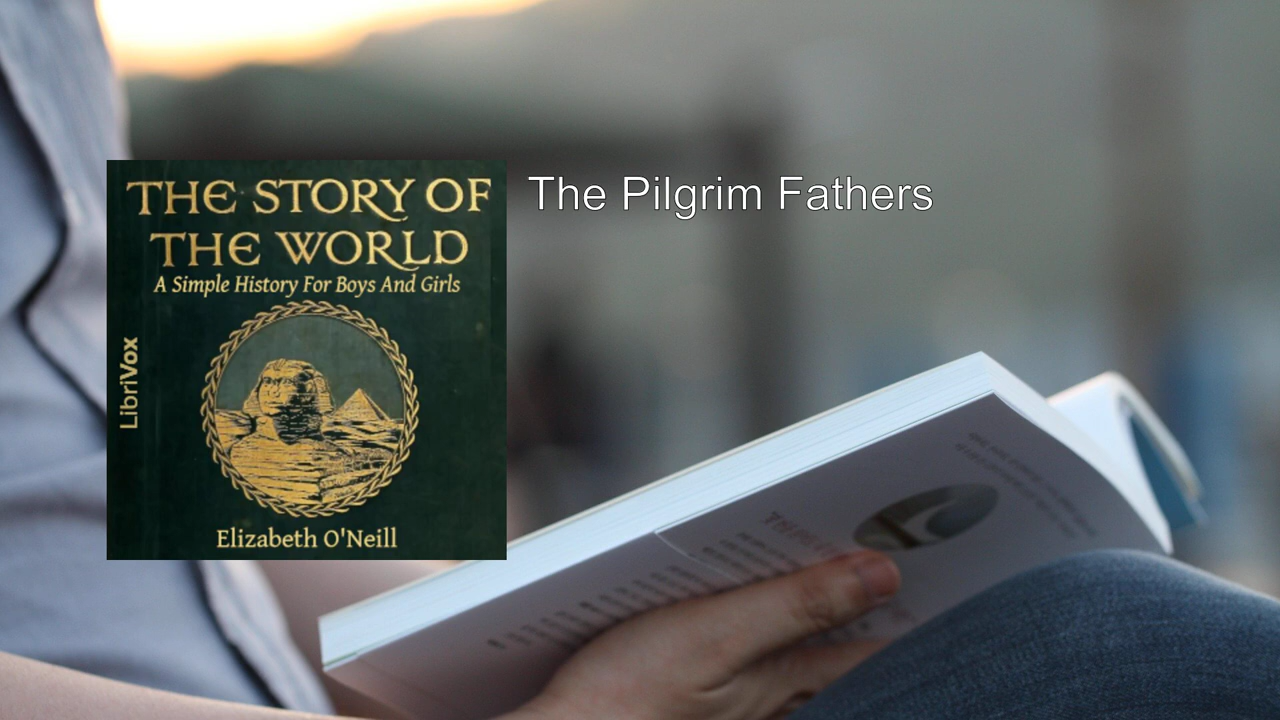 THE STORY OF
THE WORLD
A Simple History For Boys And Girls
LibriVox
Elizabeth O'Neill
The Pilgrim Fathers